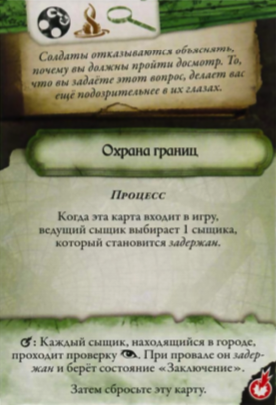 Солдаты отказываются объяснять,
почему вы должны пройти досмотр. То,
что вы задаёте этот вопрос, делает вас
ещё подозрительнее в их глазах.
Охрана границ
Процесс
Когда эта карта входит в игру,
ведущий сыщик выбирает 1 сыщика,
который становится задержан.
: Каждый сыщик, находящийся в городе,
проходит проверку . При провале он задер-
жан и берёт состояние «Заключение».
Затем сбросьте эту карту.